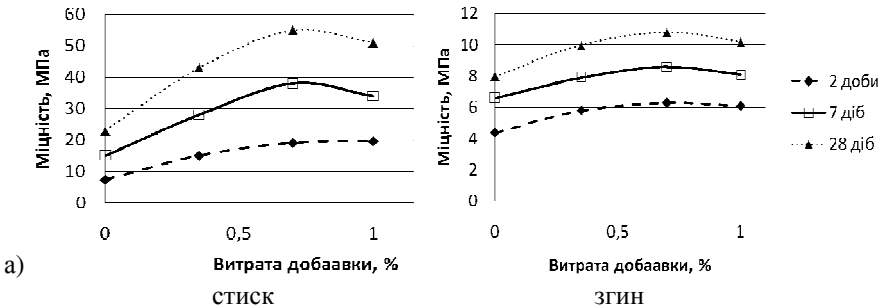 60
50
40
30
20
10
0
Міцність, МПа
0 0,5 1
Витрата добаавки, %
12
10
8
6
4
2
0
Міцність, МПа
0 0,5 1
Витрата добаавки, %
2 доби
7 діб
28 діб
а)
стиск згин